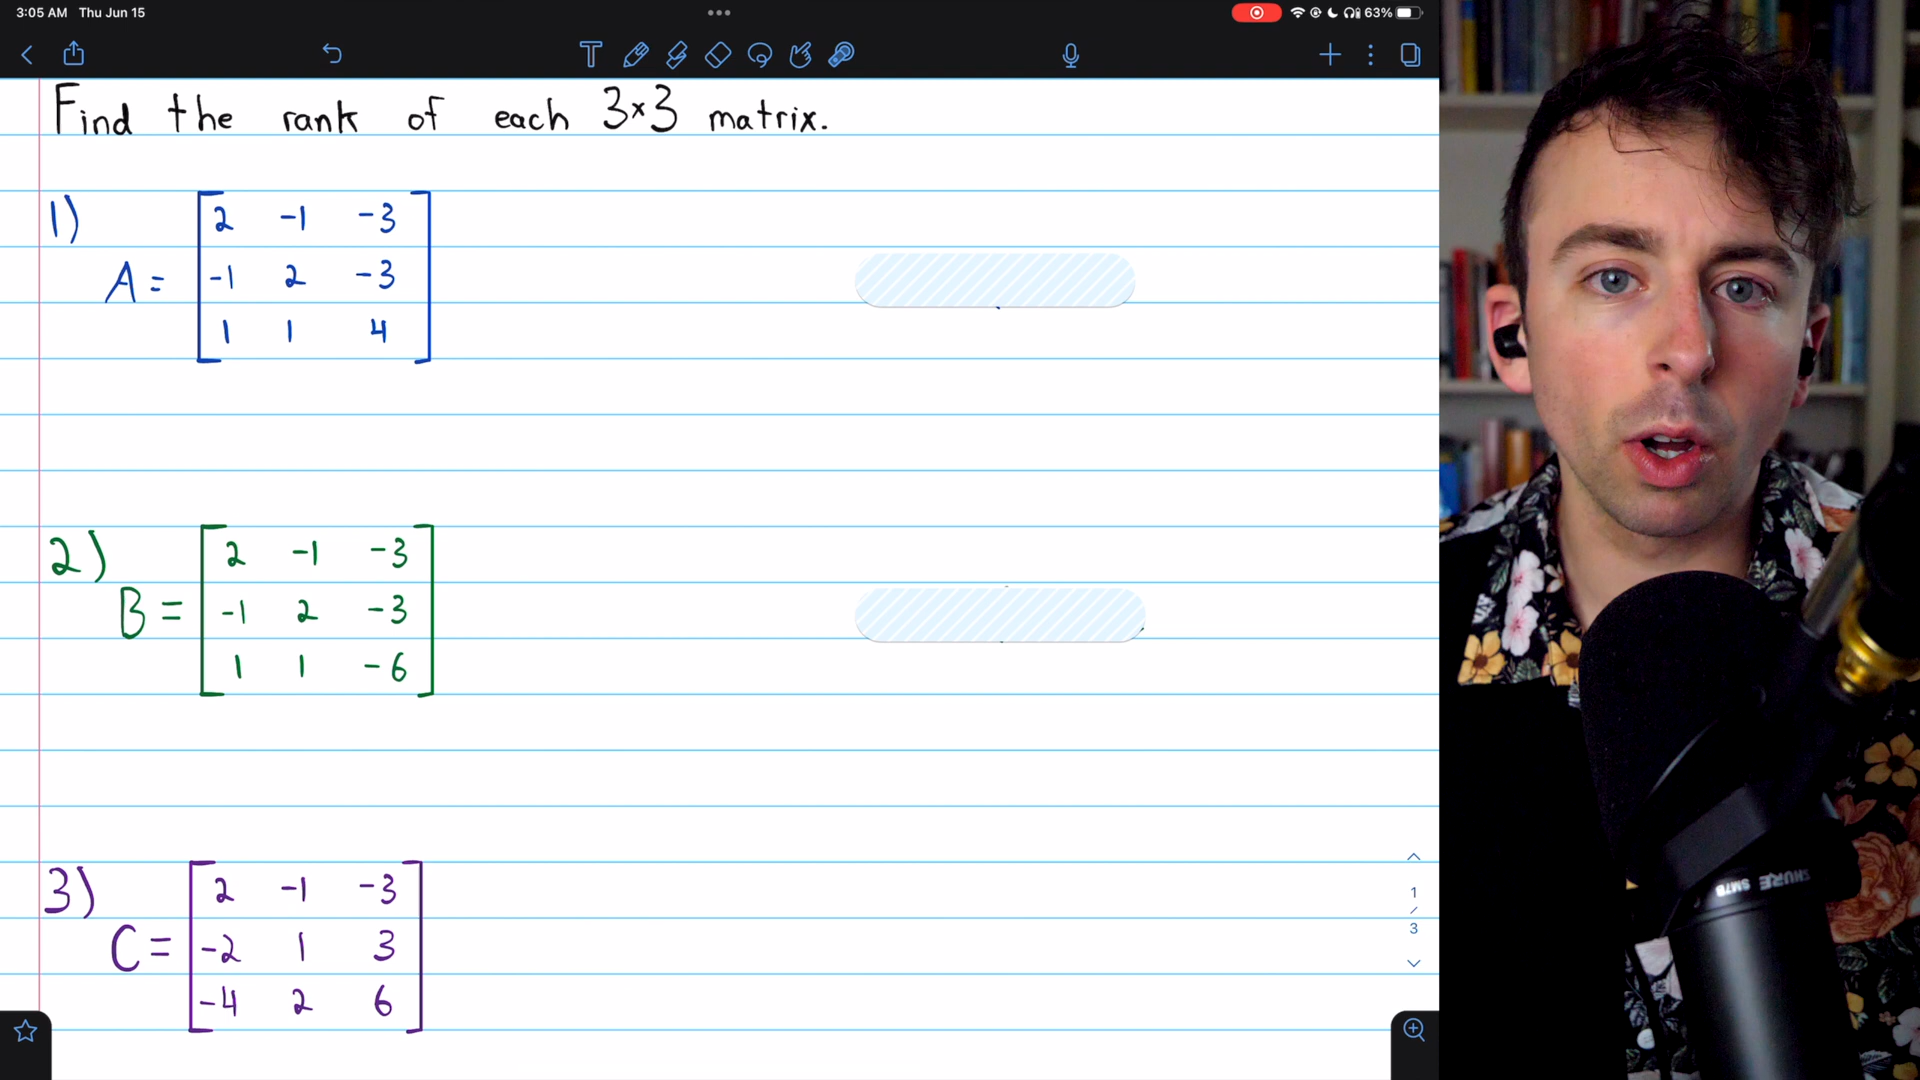 3:05 AM Thu Jun 15
63%
Find the rank of each 3×3 matrix.
1)
A = [2 -1 -3
-1 2 -3
1 1 4]
2)
B = [2 -1 -3
-1 2 -3
1 1 -6]
3)
C = [2 -1 -3
-2 1 3
-4 2 6]
1
/
3
SHURE SM7B